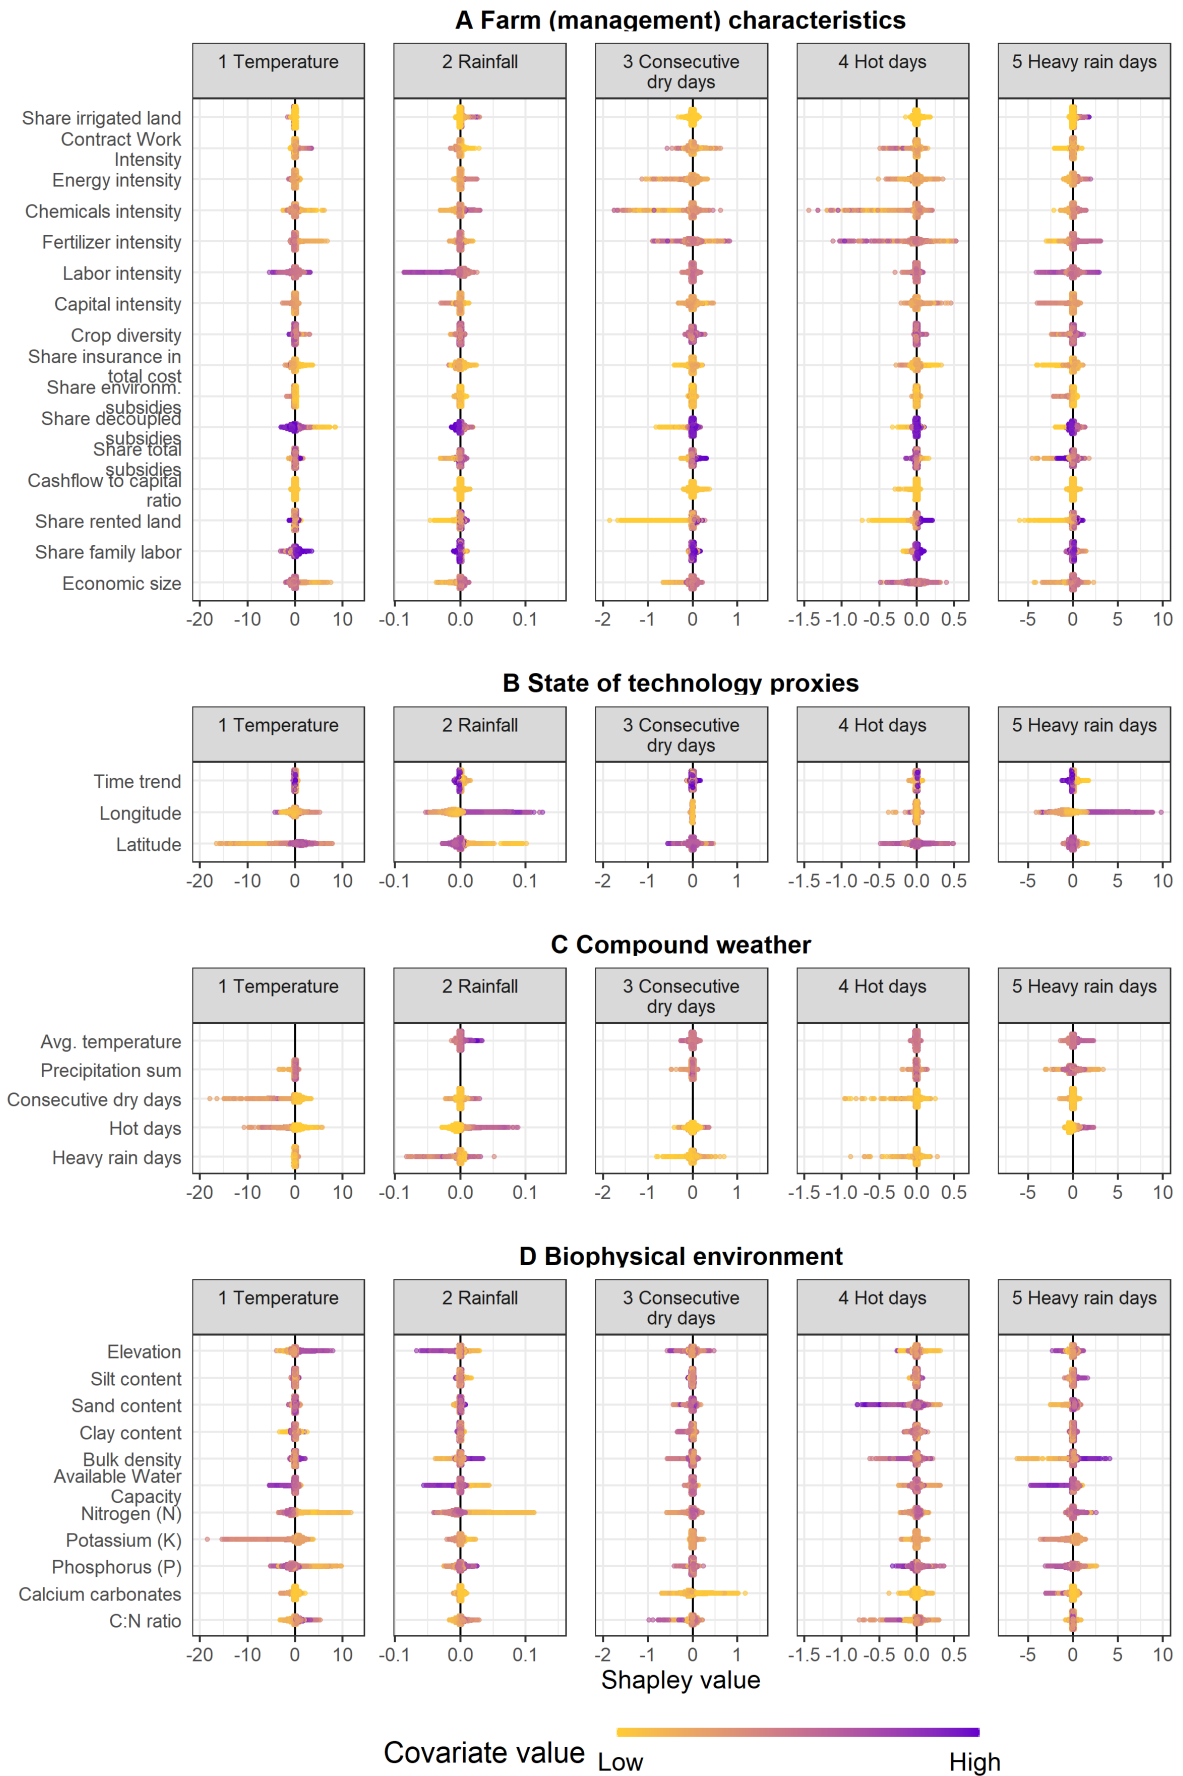 A Farm (management) characteristics
1 Temperature
2 Rainfall
3 Consecutive
dry days
4 Hot days
5 Heavy rain days
Share irrigated land
Contract Work
Intensity
Energy intensity
Chemicals intensity
Fertilizer intensity
Labor intensity
Capital intensity
Crop diversity
Share insurance in
total cost
Share environm.
subsidies
Share decoupled
subsidies
Share total
subsidies
Cashflow to capital
ratio
Share rented land
Share family labor
Economic size
-20 -10 0 10
-0.1 0.0 0.1
-2 -1 0 1
-1.5 -1.0 -0.5 0.0 0.5
-5 0 5 10
B State of technology proxies
1 Temperature
2 Rainfall
3 Consecutive
dry days
4 Hot days
5 Heavy rain days
Time trend
Longitude
Latitude
-20 -10 0 10
-0.1 0.0 0.1
-2 -1 0 1
-1.5 -1.0 -0.5 0.0 0.5
-5 0 5 10
C Compound weather
1 Temperature
2 Rainfall
3 Consecutive
dry days
4 Hot days
5 Heavy rain days
Avg. temperature
Precipitation sum
Consecutive dry days
Hot days
Heavy rain days
-20 -10 0 10
-0.1 0.0 0.1
-2 -1 0 1
-1.5 -1.0 -0.5 0.0 0.5
-5 0 5 10
D Biophysical environment
1 Temperature
2 Rainfall
3 Consecutive
dry days
4 Hot days
5 Heavy rain days
Elevation
Silt content
Sand content
Clay content
Bulk density
Available Water
Capacity
Nitrogen (N)
Potassium (K)
Phosphorus (P)
Calcium carbonates
C:N ratio
-20 -10 0 10
-0.1 0.0 0.1
-2 -1 0 1
-1.5 -1.0 -0.5 0.0 0.5
-5 0 5 10
Shapley value
Covariate value
Low
High